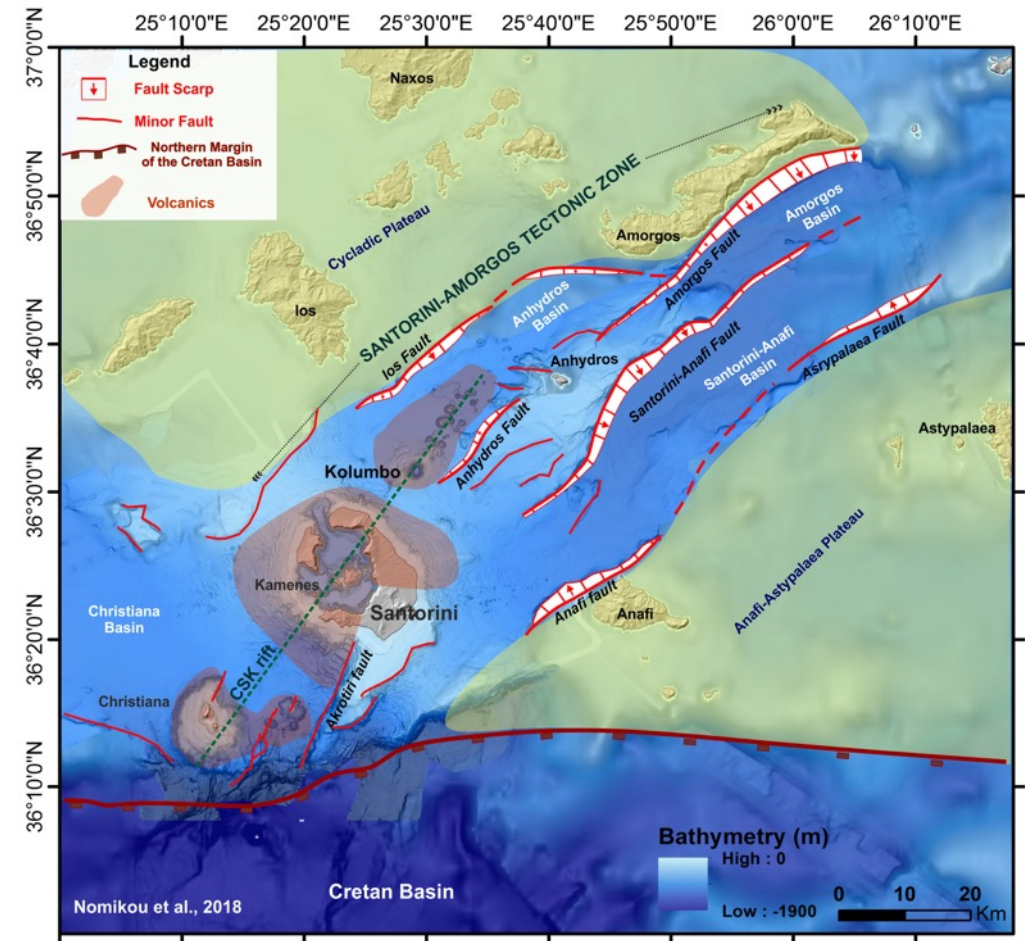 25°10'0"E 25°20'0"E 25°30'0"E 25°40'0"E 25°50'0"E 26°0'0"E 26°10'0"E
37°0'0"N
36°50'0"N
36°40'0"N
36°30'0"N
36°20'0"N
36°10'0"N
Legend
Fault Scarp
Minor Fault
Northern Margin
of the Cretan Basin
Volcanics
Naxos
SANTORINI-AMORGOS TECTONIC ZONE
Cycladic Plateau
Amorgos
Amorgos
Basin
Amorgos Fault
Ios
Anhydros
Basin
Ios Fault
Anhydros
Santorini-Anafi Fault
Santorini-Anafi
Basin
Asrypalaea Fault
Astypalaea
Anhydros Fault
Kolumbo
Kamenes
Santorini
Anafi fault
Anafi
Anafi-Astypalaea Plateau
Christiana
Basin
Christiana
CSK rift
Akrotiri fault
Cretan Basin
Nomikou et al., 2018
Bathymetry (m)
High : 0
Low : -1900
0 10 20
Km